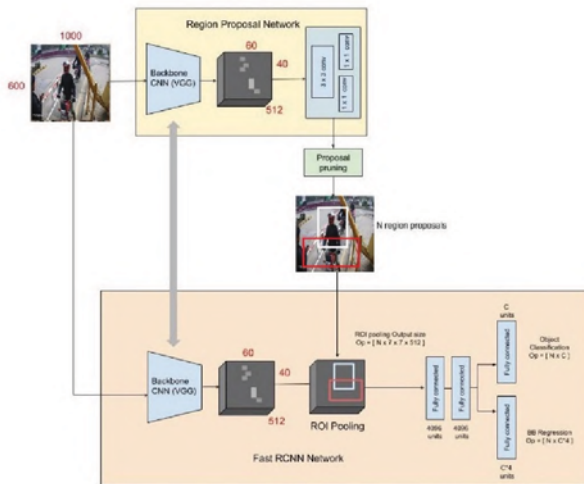 Region Proposal Network
1000
600
Backbone
CNN (VGG)
60
40
512
3 x 3 conv
1 x 1 conv
1 x 1 conv
Proposal
pruning
N region proposals
ROI pooling Output size
Op = [ N x 7 x 7 x 512 ]
Backbone
CNN (VGG)
60
40
512
ROI Pooling
Fully connected
4096
units
Fully connected
4096
units
C
units
Fully connected
Object
Classification
Op = [ N x C ]
Fully connected
C*4
units
BB Regression
Op = [ N x C*4 ]
Fast RCNN Network